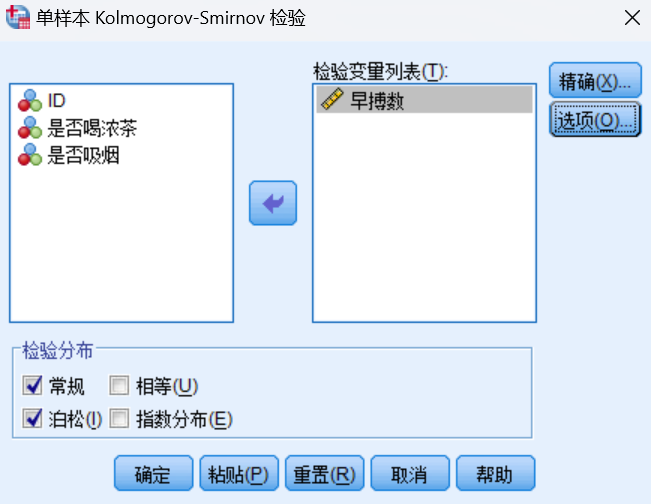 单样本 Kolmogorov-Smirnov 检验
检验变量列表(T):
ID
是否喝浓茶
是否吸烟
早搏数
精确(X)...
选项(O)...
检验分布
常规 相等(U)
泊松(I) 指数分布(E)
确定 粘贴(P) 重置(R) 取消 帮助